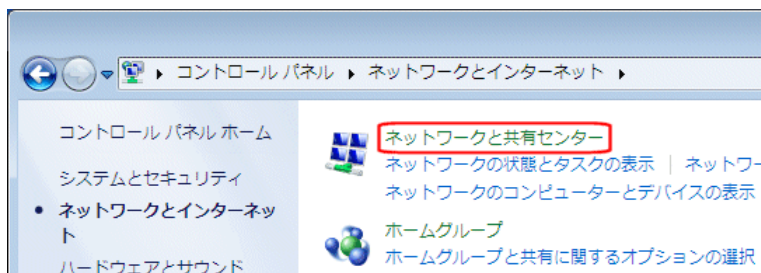 コントロール パネル ▸ ネットワークとインターネット ▸
コントロール パネル ホーム
システムとセキュリティ
• ネットワークとインターネッ
ト
ハードウェアとサウンド
ネットワークと共有センター
ネットワークの状態とタスクの表示 | ネットワー
ネットワークのコンピューターとデバイスの表示
ホームグループ
ホームグループと共有に関するオプションの選択